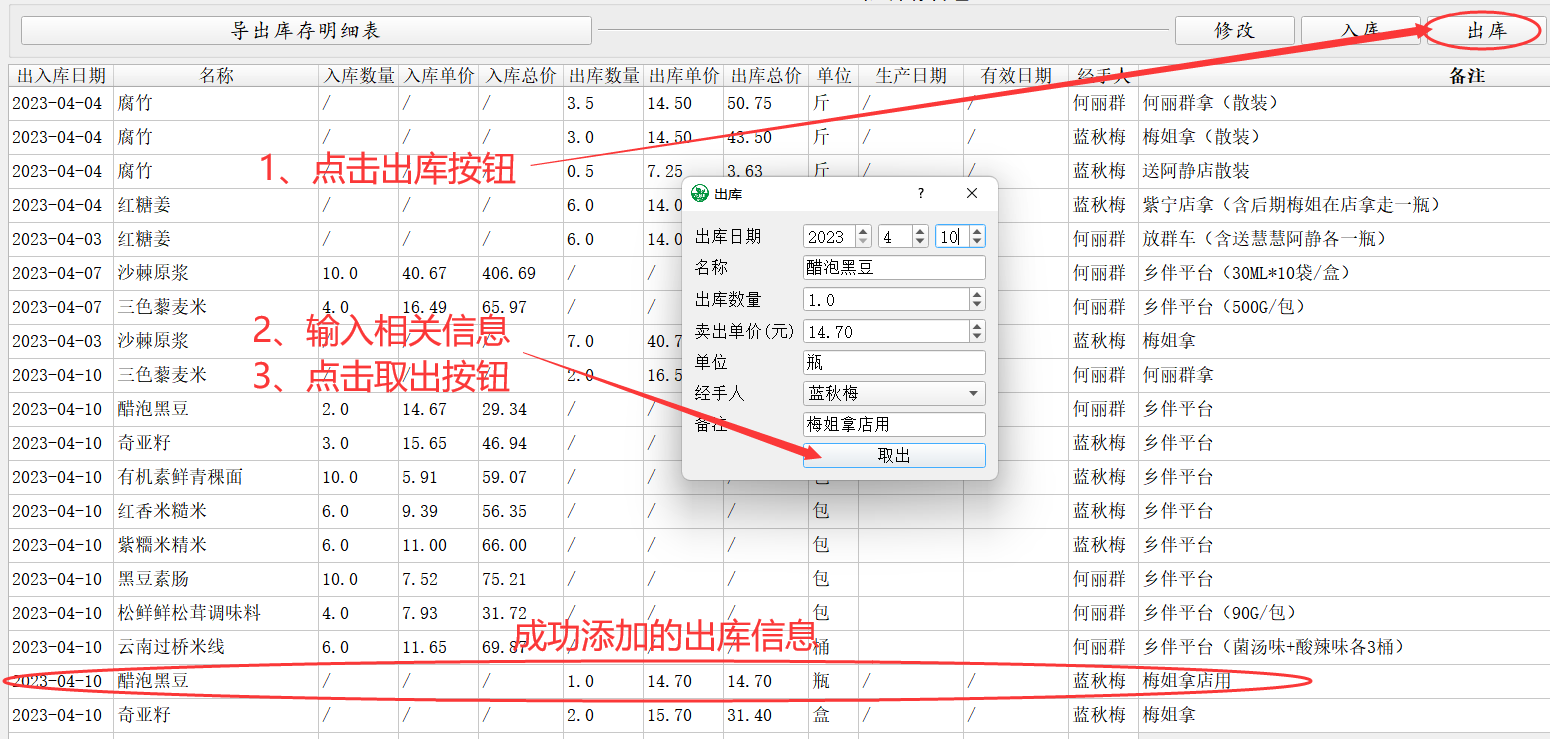 导出库存明细表 修改 入库 出库
出入库日期 名称 入库数量 入库单价 入库总价 出库数量 出库单价 出库总价 单位 生产日期 有效日期 经手人 备注
2023-04-04 腐竹 / / / 3.5 14.50 50.75 斤 / / 何丽群 何丽群拿（散装）
2023-04-04 腐竹 / / / 3.0 14.50 43.50 斤 / / 蓝秋梅 梅姐拿（散装）
1、点击出库按钮
2023-04-04 腐竹 / / / 0.5 7.25 3.63 斤 蓝秋梅 送阿静店散装
2023-04-04 红糖姜 / / / 6.0 14.0 蓝秋梅 紫宁店拿（含后期梅姐在店拿走一瓶）
2023-04-03 红糖姜 / / / 6.0 14.0 何丽群 放群车（含送慧慧阿静各一瓶）
2023-04-07 沙棘原浆 10.0 40.67 406.69 / / 何丽群 乡伴平台（30ML*10袋/盒）
2023-04-07 三色藜麦米 4.0 16.49 65.97 / / 何丽群 乡伴平台（500G/包）
2、输入相关信息
2023-04-03 沙棘原浆 / / / 7.0 40.7 蓝秋梅 梅姐拿
3、点击取出按钮
2023-04-10 三色藜麦米 / / / 2.0 16.5 何丽群 何丽群拿
2023-04-10 醋泡黑豆 2.0 14.67 29.34 / / 蓝秋梅 乡伴平台
2023-04-10 奇亚籽 3.0 15.65 46.94 / / 蓝秋梅 乡伴平台
2023-04-10 有机素鲜青稞面 10.0 5.91 59.07 / / / 包 蓝秋梅 乡伴平台
2023-04-10 红香米糙米 6.0 9.39 56.35 / / / 包 蓝秋梅 乡伴平台
2023-04-10 紫糯米精米 6.0 11.00 66.00 / / / 包 蓝秋梅 乡伴平台
2023-04-10 黑豆素肠 10.0 7.52 75.21 / / / 包 何丽群 乡伴平台
2023-04-10 松鲜鲜松茸调味料 4.0 7.93 31.72 / / / 包 何丽群 乡伴平台（90G/包）
成功添加的出库信息
2023-04-10 云南过桥米线 6.0 11.65 69.87 / / / 桶 何丽群 乡伴平台（菌汤味+酸辣味各3桶）
2023-04-10 醋泡黑豆 / / / 1.0 14.70 14.70 瓶 / / 蓝秋梅 梅姐拿店用
2023-04-10 奇亚籽 / / / 2.0 15.70 31.40 盒 / / 蓝秋梅 梅姐拿
出库 ? ×
出库日期 2023 4 10
名称 醋泡黑豆
出库数量 1.0
卖出单价(元) 14.70
单位 瓶
经手人 蓝秋梅
备注 梅姐拿店用
取出